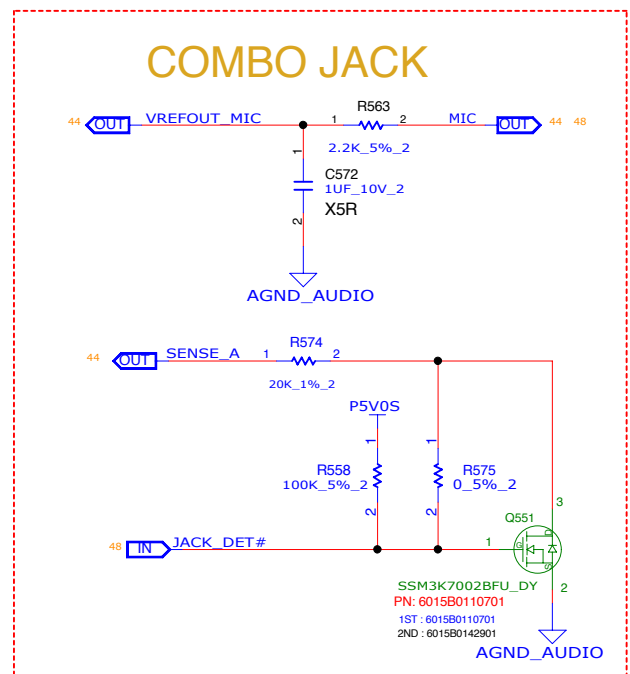 COMBO JACK
R563
44 OUT VREFOUT_MIC 1 2 MIC OUT 44 48
2.2K_5%_2
1
C572
1UF_10V_2
X5R
2
AGND_AUDIO
R574
44 OUT SENSE_A 1 2
20K_1%_2
P5V0S
1 1
R558 R575
100K_5%_2 0_5%_2
2 2
3
Q551
D
48 IN JACK_DET# 1 G
S
2
SSM3K7002BFU_DY
PN: 6015B0110701
1ST : 6015B0110701
2ND : 6015B0142901
AGND_AUDIO